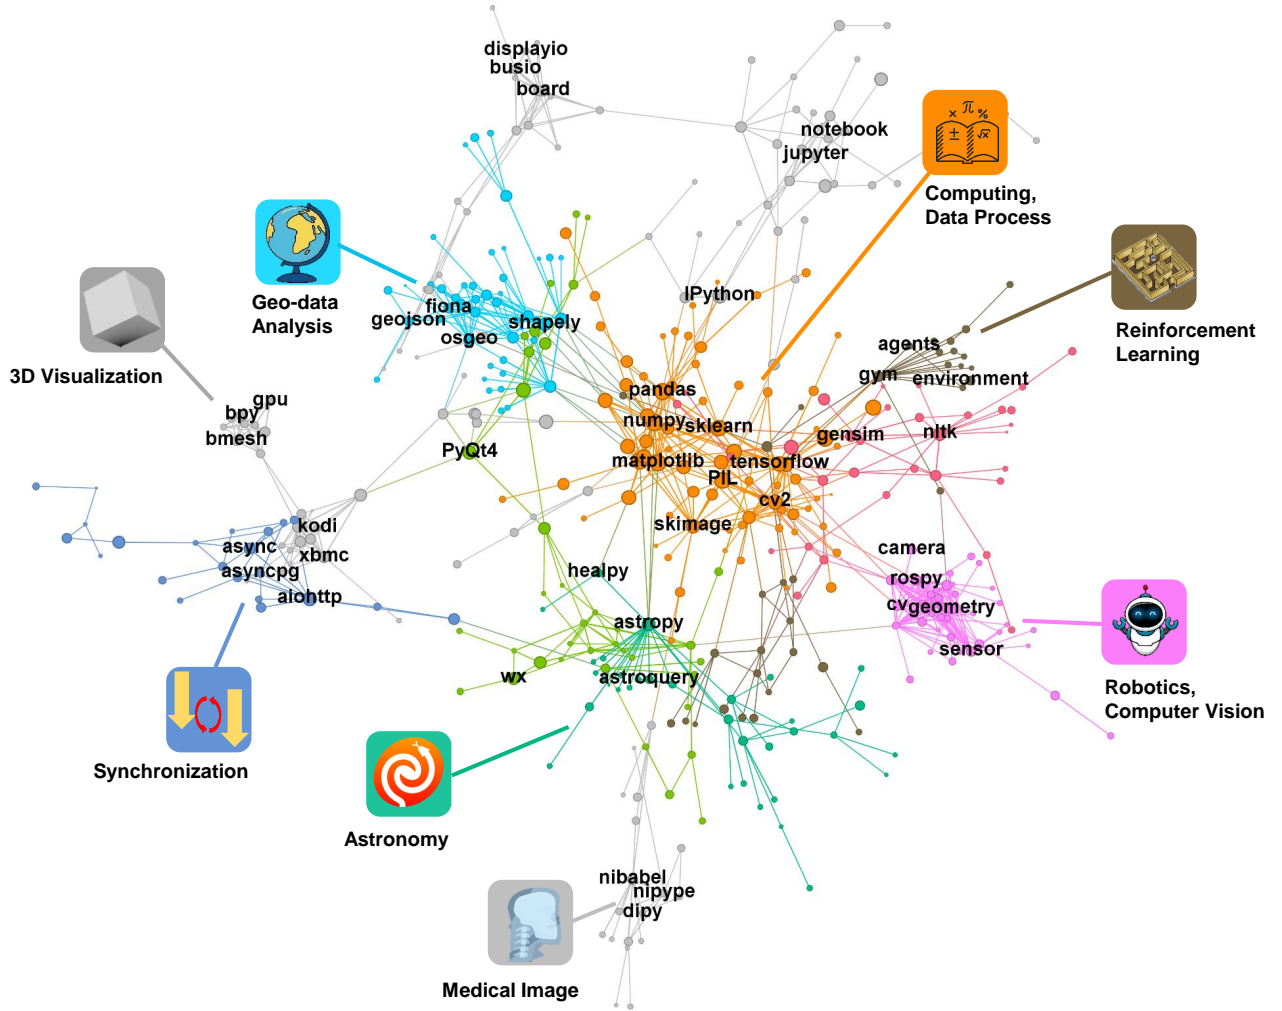 displayio
busio
board
notebook
jupyter
× π %
± √x
Computing,
Data Process
Geo-data
Analysis
fiona
geojson
osgeo
shapely
IPython
Reinforcement
Learning
agents
gym
environment
3D Visualization
gpu
bpy
bmesh
pandas
numpy
sklearn
gensim
nltk
PyQt4
matplotlib
tensorflow
PIL
cv2
skimage
kodi
async
xbmc
asyncpg
aiohttp
healpy
camera
rospy
cv
geometry
sensor
astropy
astroquery
wx
Robotics,
Computer Vision
Synchronization
Astronomy
nibabel
nipype
dipy
Medical Image